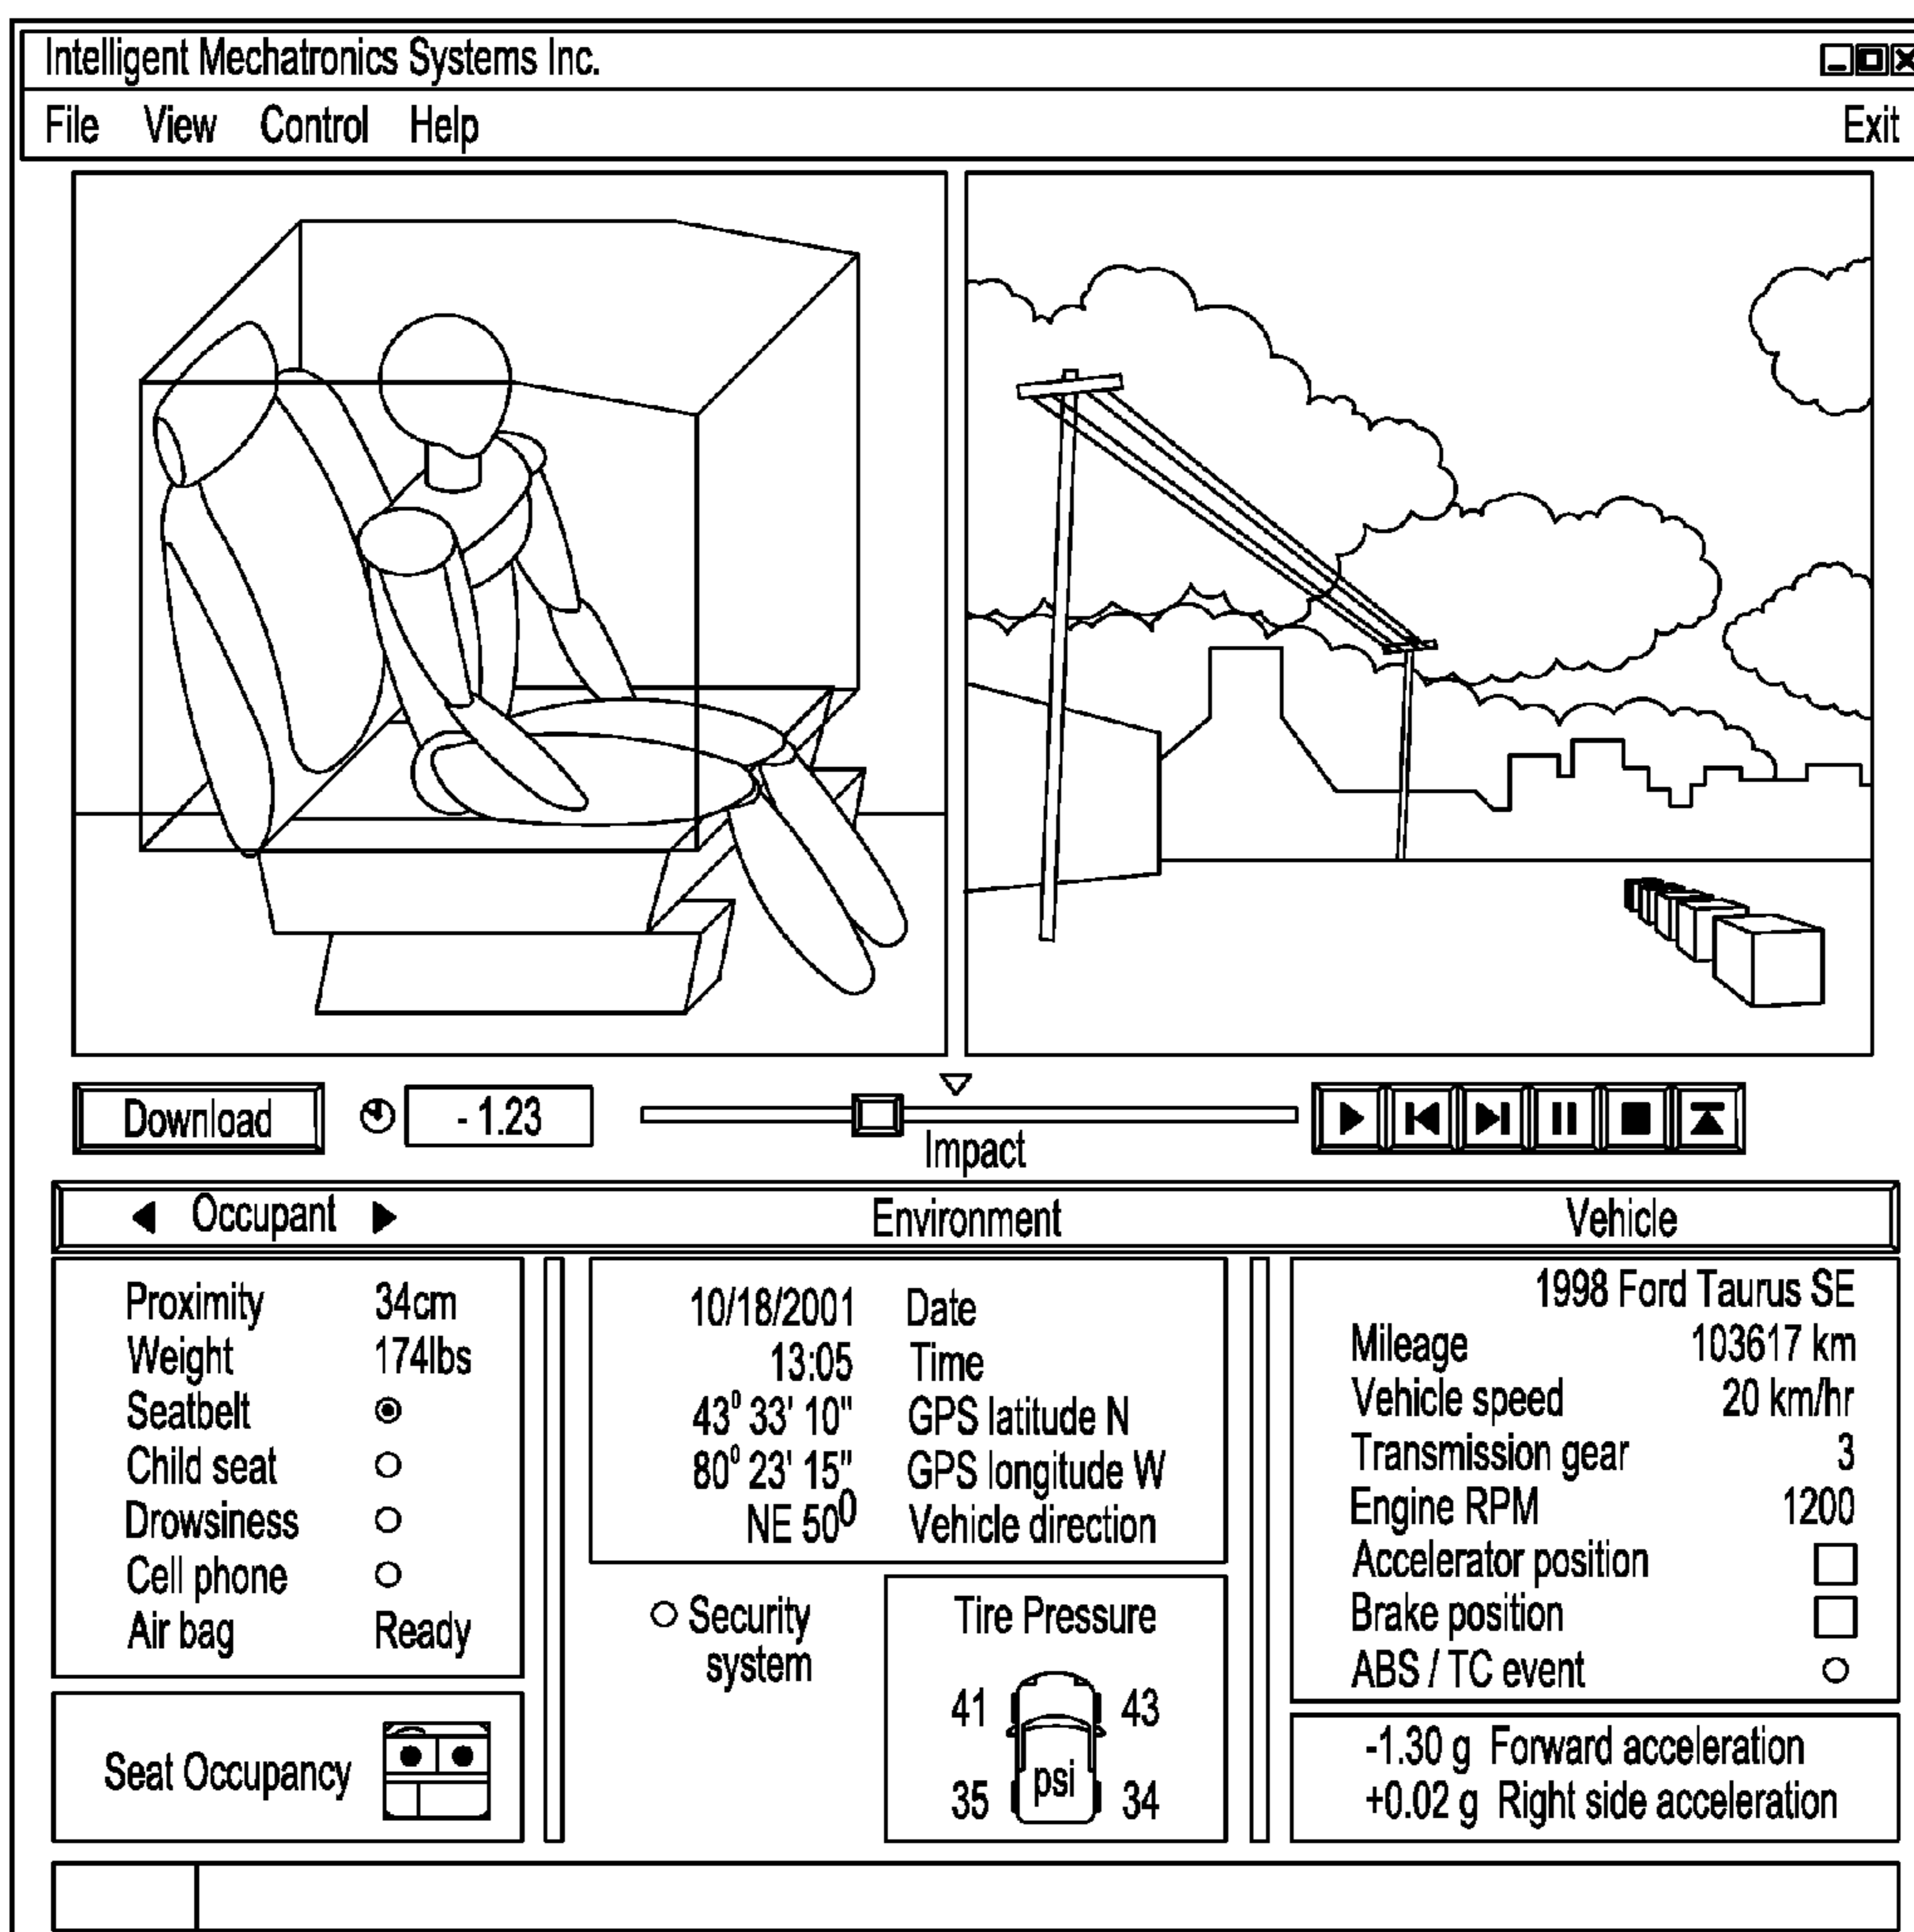 Intelligent Mechatronics Systems Inc.
File View Control Help Exit
Download - 1.23
Impact
Occupant Environment Vehicle
Proximity 34cm
Weight 174lbs
Seatbelt
Child seat
Drowsiness
Cell phone
Air bag Ready
Seat Occupancy
10/18/2001 Date
13:05 Time
43⁰ 33' 10" GPS latitude N
80⁰ 23' 15" GPS longitude W
NE 50⁰ Vehicle direction
Security
system
Tire Pressure
41 43
psi
35 34
1998 Ford Taurus SE
Mileage 103617 km
Vehicle speed 20 km/hr
Transmission gear 3
Engine RPM 1200
Accelerator position
Brake position
ABS / TC event
-1.30 g Forward acceleration
+0.02 g Right side acceleration